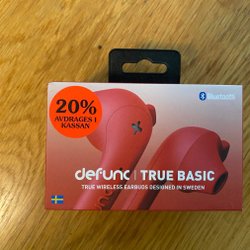 Bluetooth
20%
AVDRAGES I
KASSAN
defunc | TRUE BASIC
TRUE WIRELESS EARBUDS DESIGNED IN SWEDEN